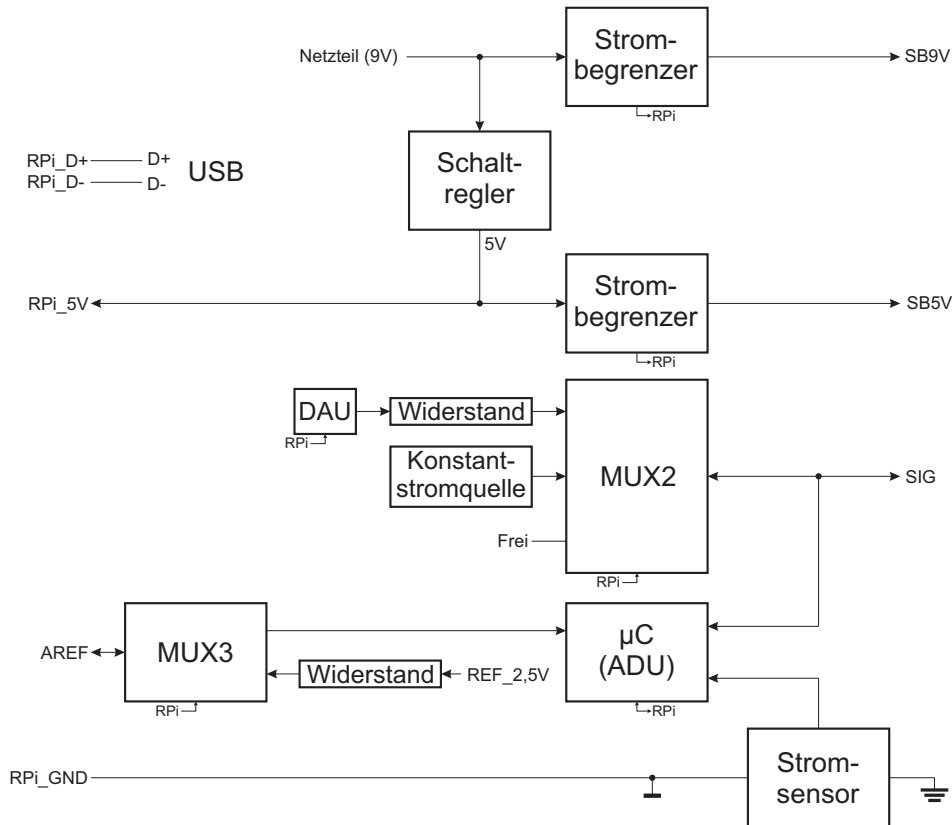 Netzteil (9V)
Strom-
begrenzer
SB9V
RPi
RPi_D+
D+
RPi_D-
D-
USB
Schalt-
regler
5V
RPi_5V
Strom-
begrenzer
SB5V
RPi
DAU
Widerstand
RPi
Konstant-
stromquelle
MUX2
SIG
Frei
RPi
AREF
MUX3
µC
(ADU)
Widerstand
REF_2,5V
RPi
RPi
RPi_GND
Strom-
sensor